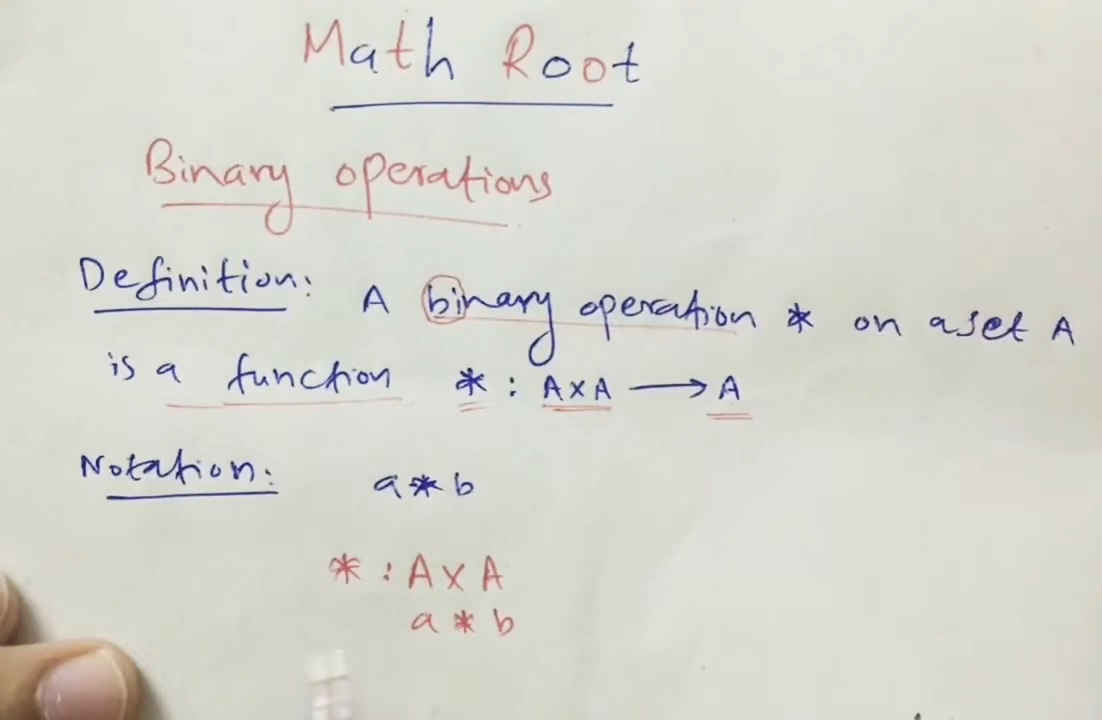 Math Root
Binary operations
Definition: A binary operation * on a set A
is a function * : A×A ⟶ A
Notation: a * b
* : A × A
a * b